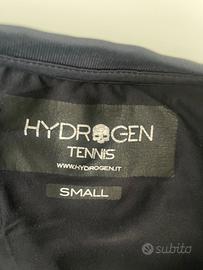 HYDROGEN
TENNIS
WWW.HYDROGEN.IT
SMALL
subito